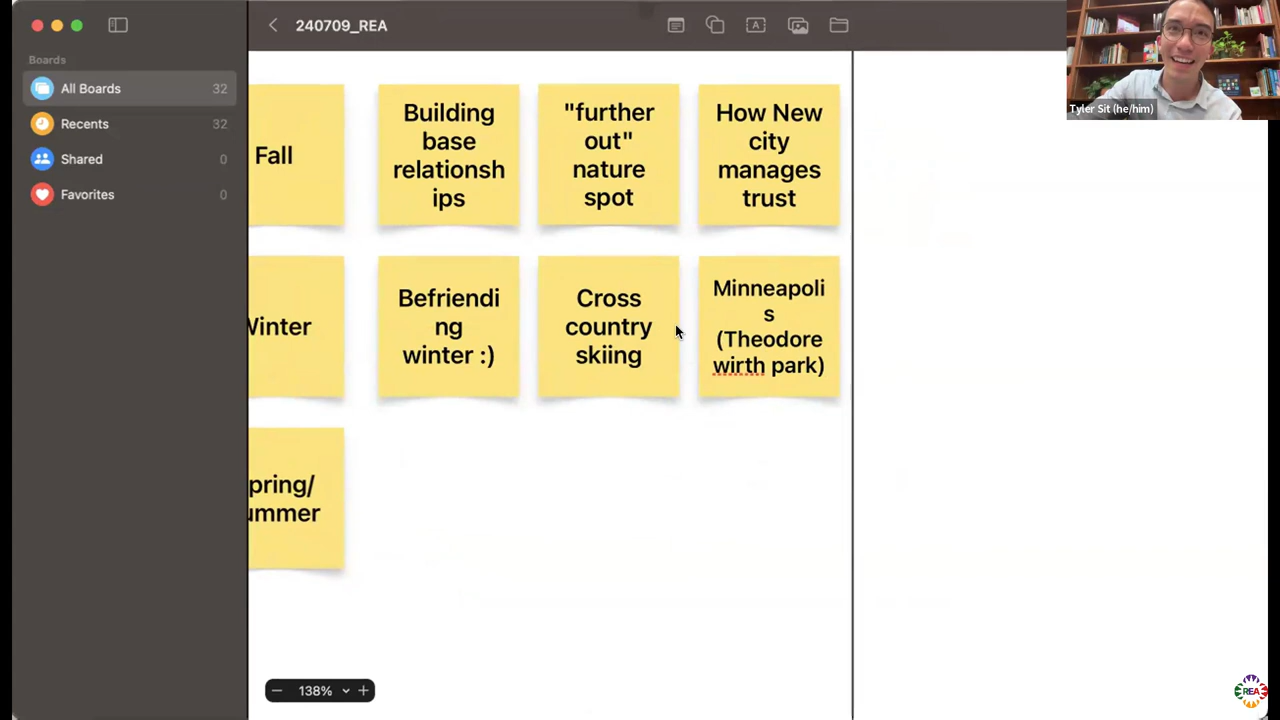 240709_REA
Boards
All Boards 32
Recents 32
Shared 0
Favorites 0
Fall
Building
base
relationsh
ips
"further
out"
nature
spot
How New
city
manages
trust
Winter
Befriendi
ng
winter :)
Cross
country
skiing
Minneapoli
s
(Theodore
wirth park)
pring/
ummer
138%
Tyler Sit (he/him)
REA